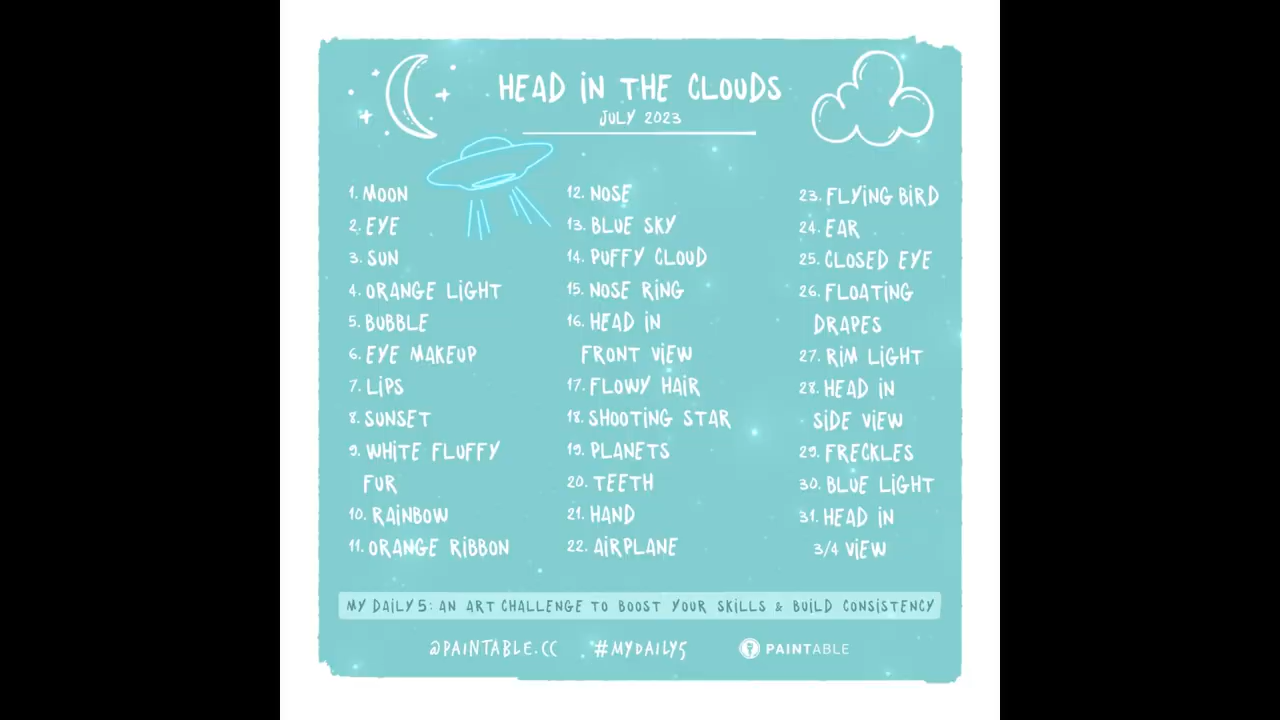 HEAD IN THE CLOUDS
JULY 2023
1. MOON
2. EYE
3. SUN
4. ORANGE LIGHT
5. BUBBLE
6. EYE MAKEUP
7. LIPS
8. SUNSET
9. WHITE FLUFFY
FUR
10. RAINBOW
11. ORANGE RIBBON
12. NOSE
13. BLUE SKY
14. PUFFY CLOUD
15. NOSE RING
16. HEAD IN
FRONT VIEW
17. FLOWY HAIR
18. SHOOTING STAR
19. PLANETS
20. TEETH
21. HAND
22. AIRPLANE
23. FLYING BIRD
24. EAR
25. CLOSED EYE
26. FLOATING
DRAPES
27. RIM LIGHT
28. HEAD IN
SIDE VIEW
29. FRECKLES
30. BLUE LIGHT
31. HEAD IN
3/4 VIEW
MY DAILY 5: AN ART CHALLENGE TO BOOST YOUR SKILLS & BUILD CONSISTENCY
@PAINTABLE.CC #MYDAILY5 PAINTABLE